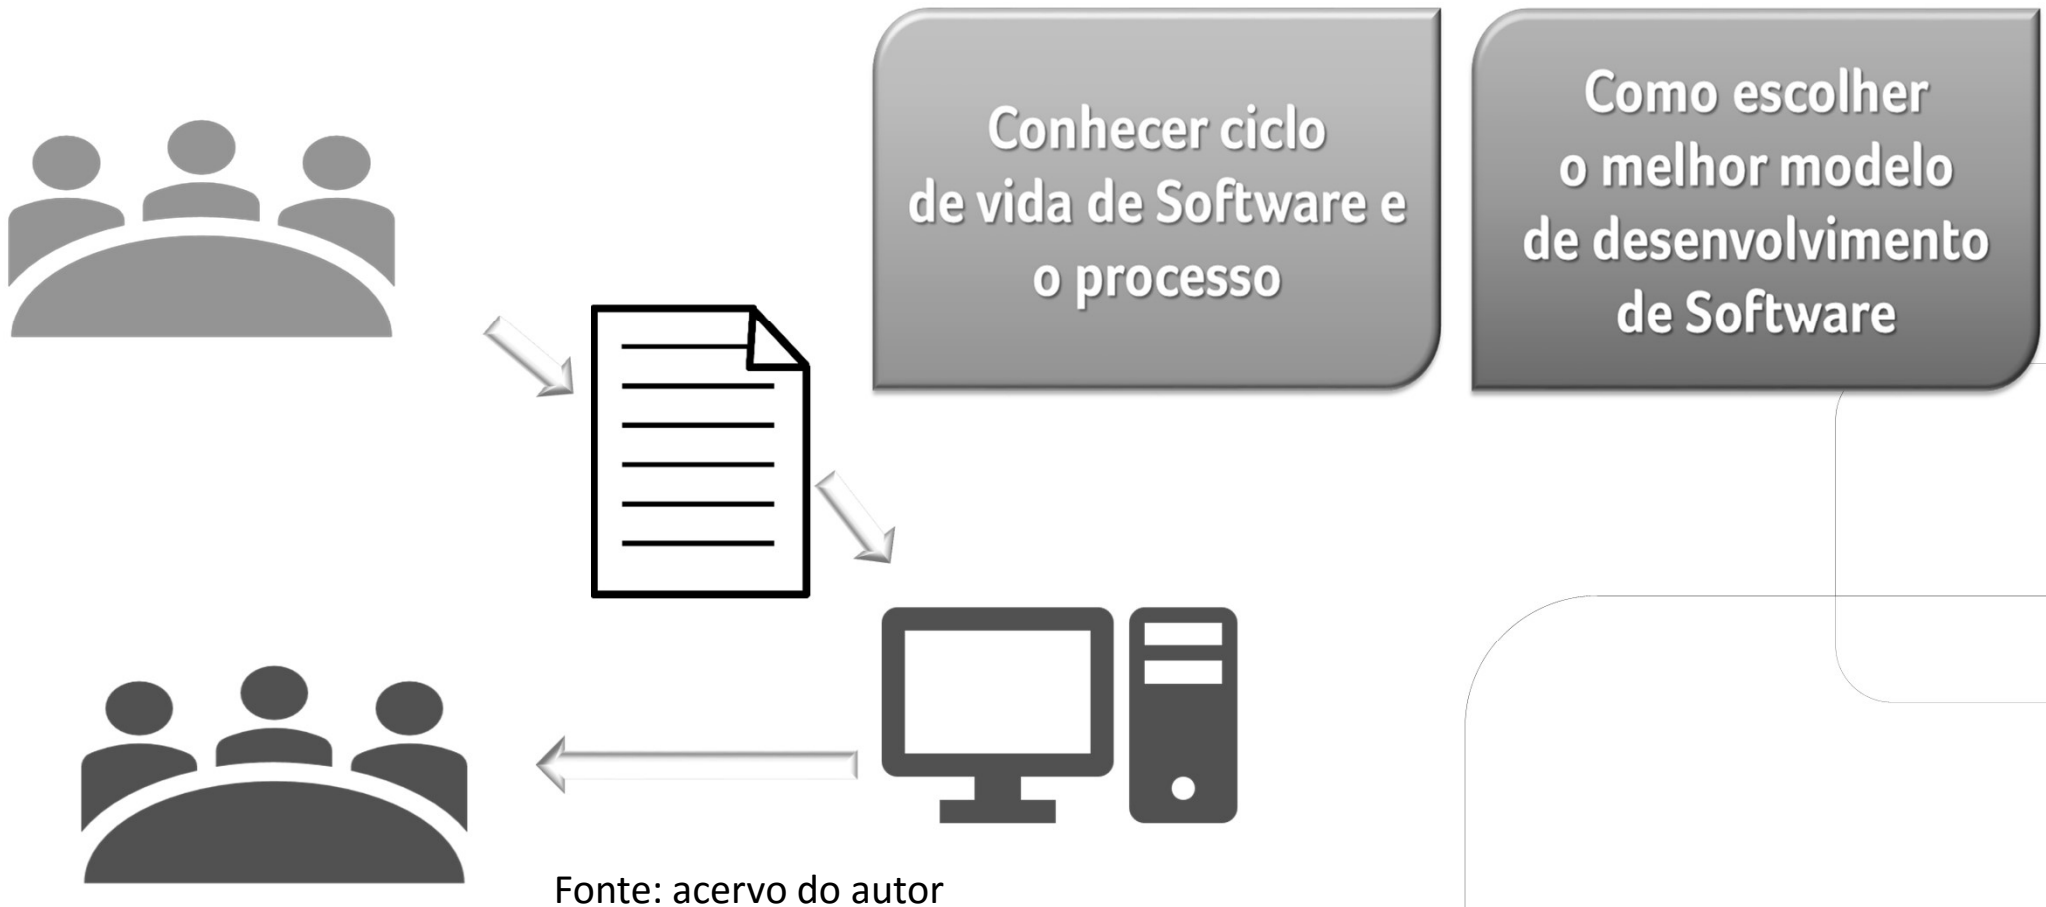 Conhecer ciclo
de vida de Software e
o processo
Como escolher
o melhor modelo
de desenvolvimento
de Software
Fonte: acervo do autor